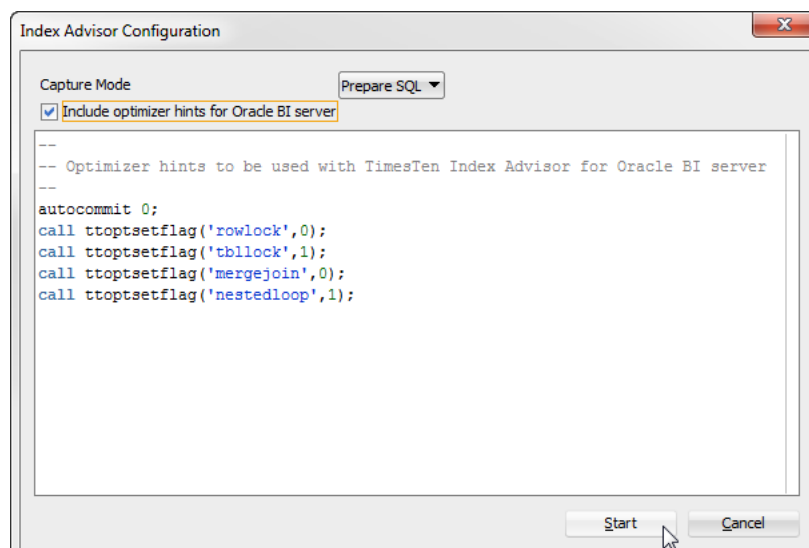 Index Advisor Configuration
Capture Mode Prepare SQL
Include optimizer hints for Oracle BI server
--
-- Optimizer hints to be used with TimesTen Index Advisor for Oracle BI server
--
autocommit 0;
call ttoptsetflag('rowlock',0);
call ttoptsetflag('tbllock',1);
call ttoptsetflag('mergejoin',0);
call ttoptsetflag('nestedloop',1);
Start Cancel